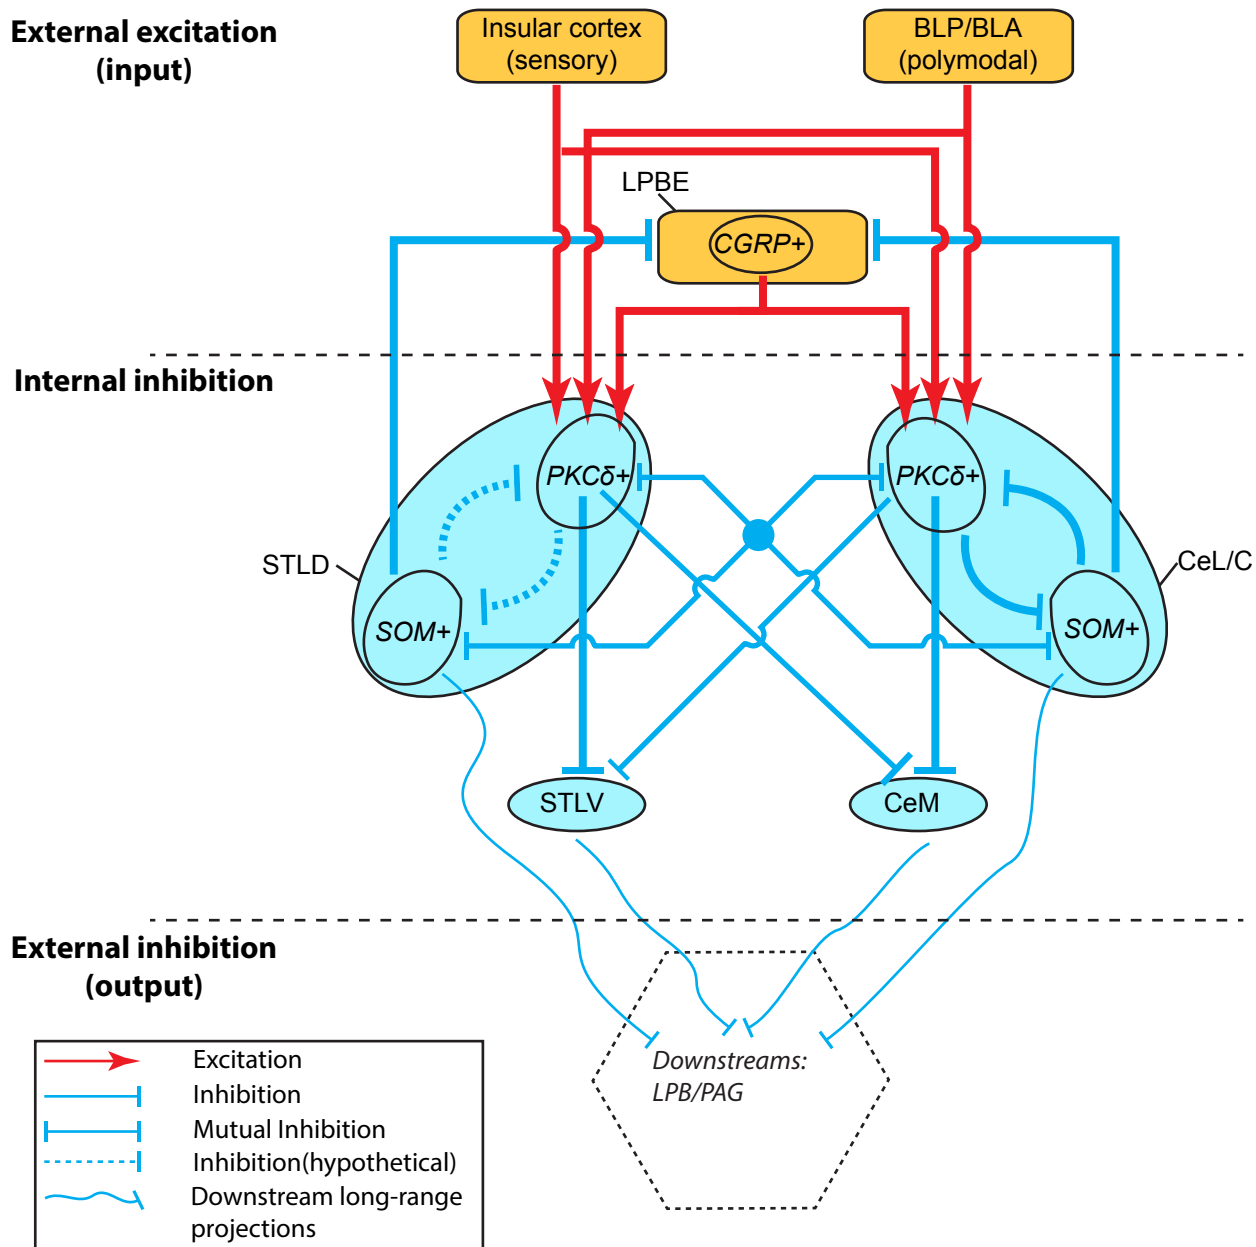 External excitation
(input)
Insular cortex
(sensory)
BLP/BLA
(polymodal)
LPBE
CGRP+
Internal inhibition
PKCδ+
PKCδ+
STLD
CeL/C
SOM+
SOM+
STLV
CeM
External inhibition
(output)
Downstreams:
LPB/PAG
Excitation
Inhibition
Mutual Inhibition
Inhibition(hypothetical)
Downstream long-range
projections